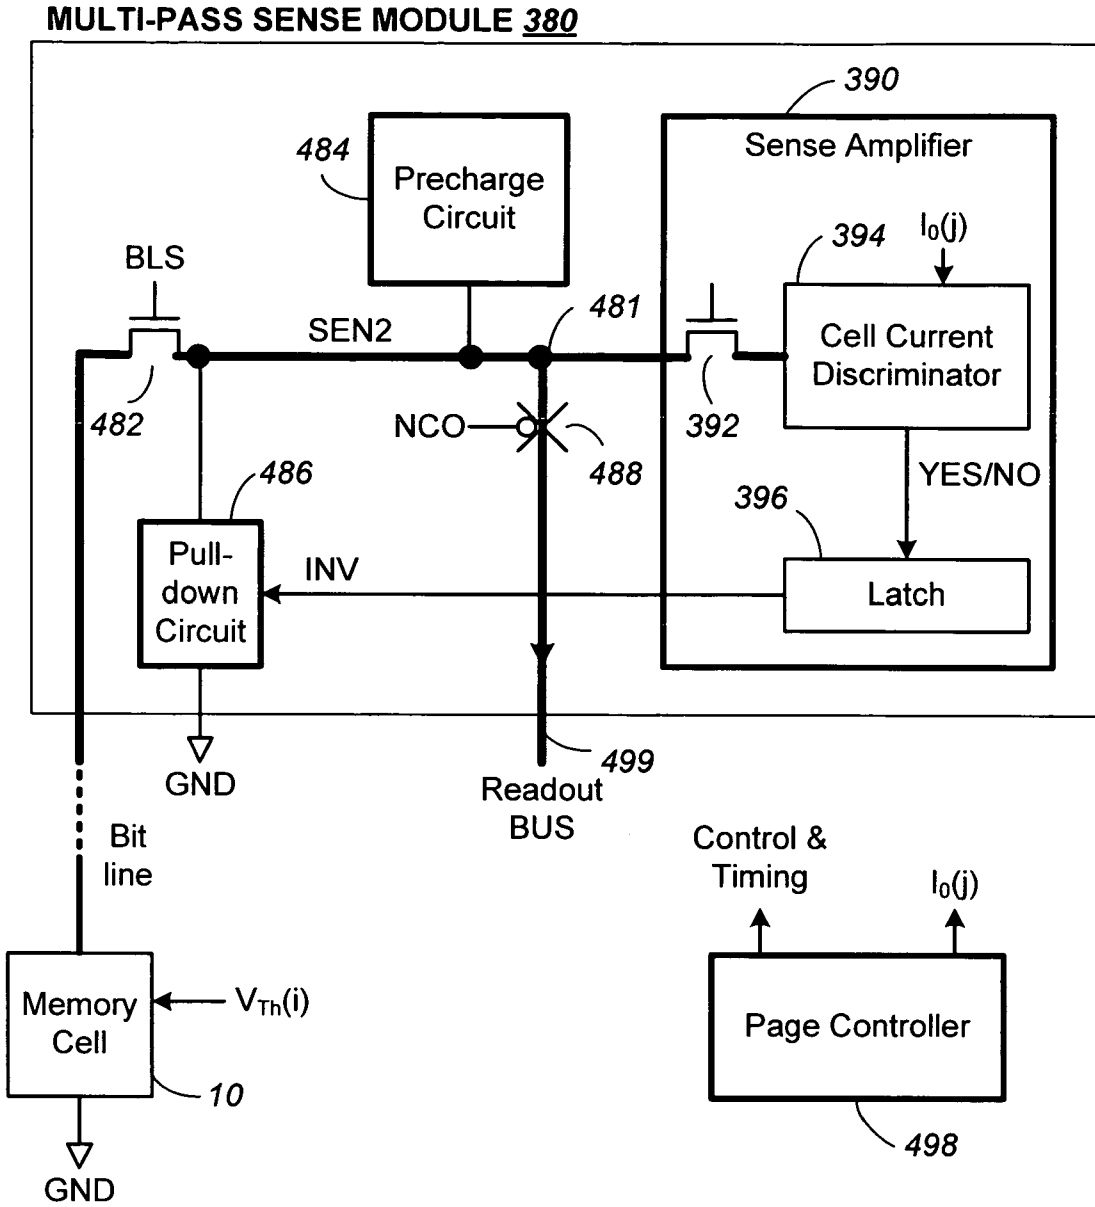 MULTI-PASS SENSE MODULE 380
390
Sense Amplifier
484
Precharge
Circuit
394
I0(j)
BLS
SEN2
481
Cell Current
Discriminator
482
392
NCO
488
486
YES/NO
396
Pull-
down
Circuit
INV
Latch
499
GND
Readout
BUS
Bit
line
Control &
Timing
I0(j)
Memory
Cell
VTh(i)
Page Controller
10
498
GND